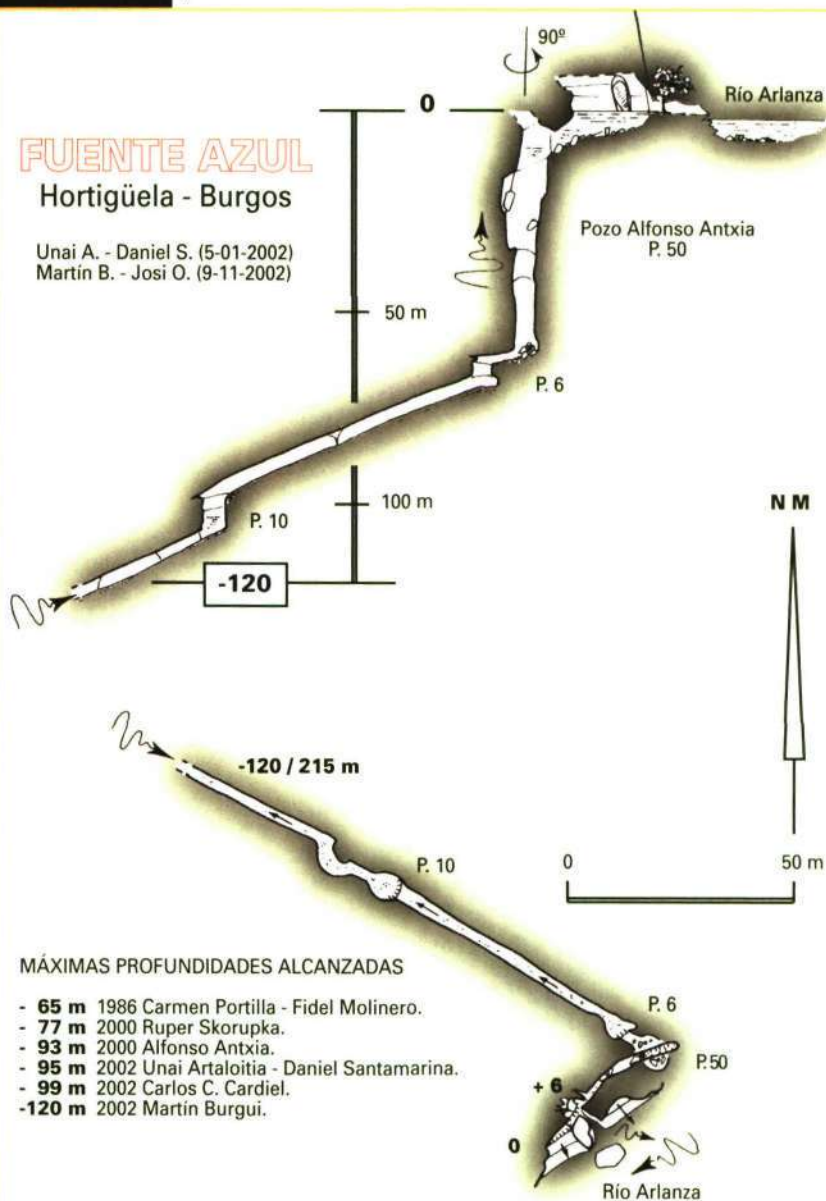 90º
0
Río Arlanza
FUENTE AZUL
Hortigüela - Burgos
Unai A. - Daniel S. (5-01-2002)
Martín B. - Josi O. (9-11-2002)
Pozo Alfonso Antxia
P. 50
50 m
P. 6
100 m
P. 10
N M
-120
-120 / 215 m
P. 10
0
50 m
MÁXIMAS PROFUNDIDADES ALCANZADAS
- 65 m 1986 Carmen Portilla - Fidel Molinero.
- 77 m 2000 Ruper Skorupka.
- 93 m 2000 Alfonso Antxia.
- 95 m 2002 Unai Artaloitia - Daniel Santamarina.
- 99 m 2002 Carlos C. Cardiel.
-120 m 2002 Martín Burgui.
P. 6
P.50
+ 6
0
Río Arlanza